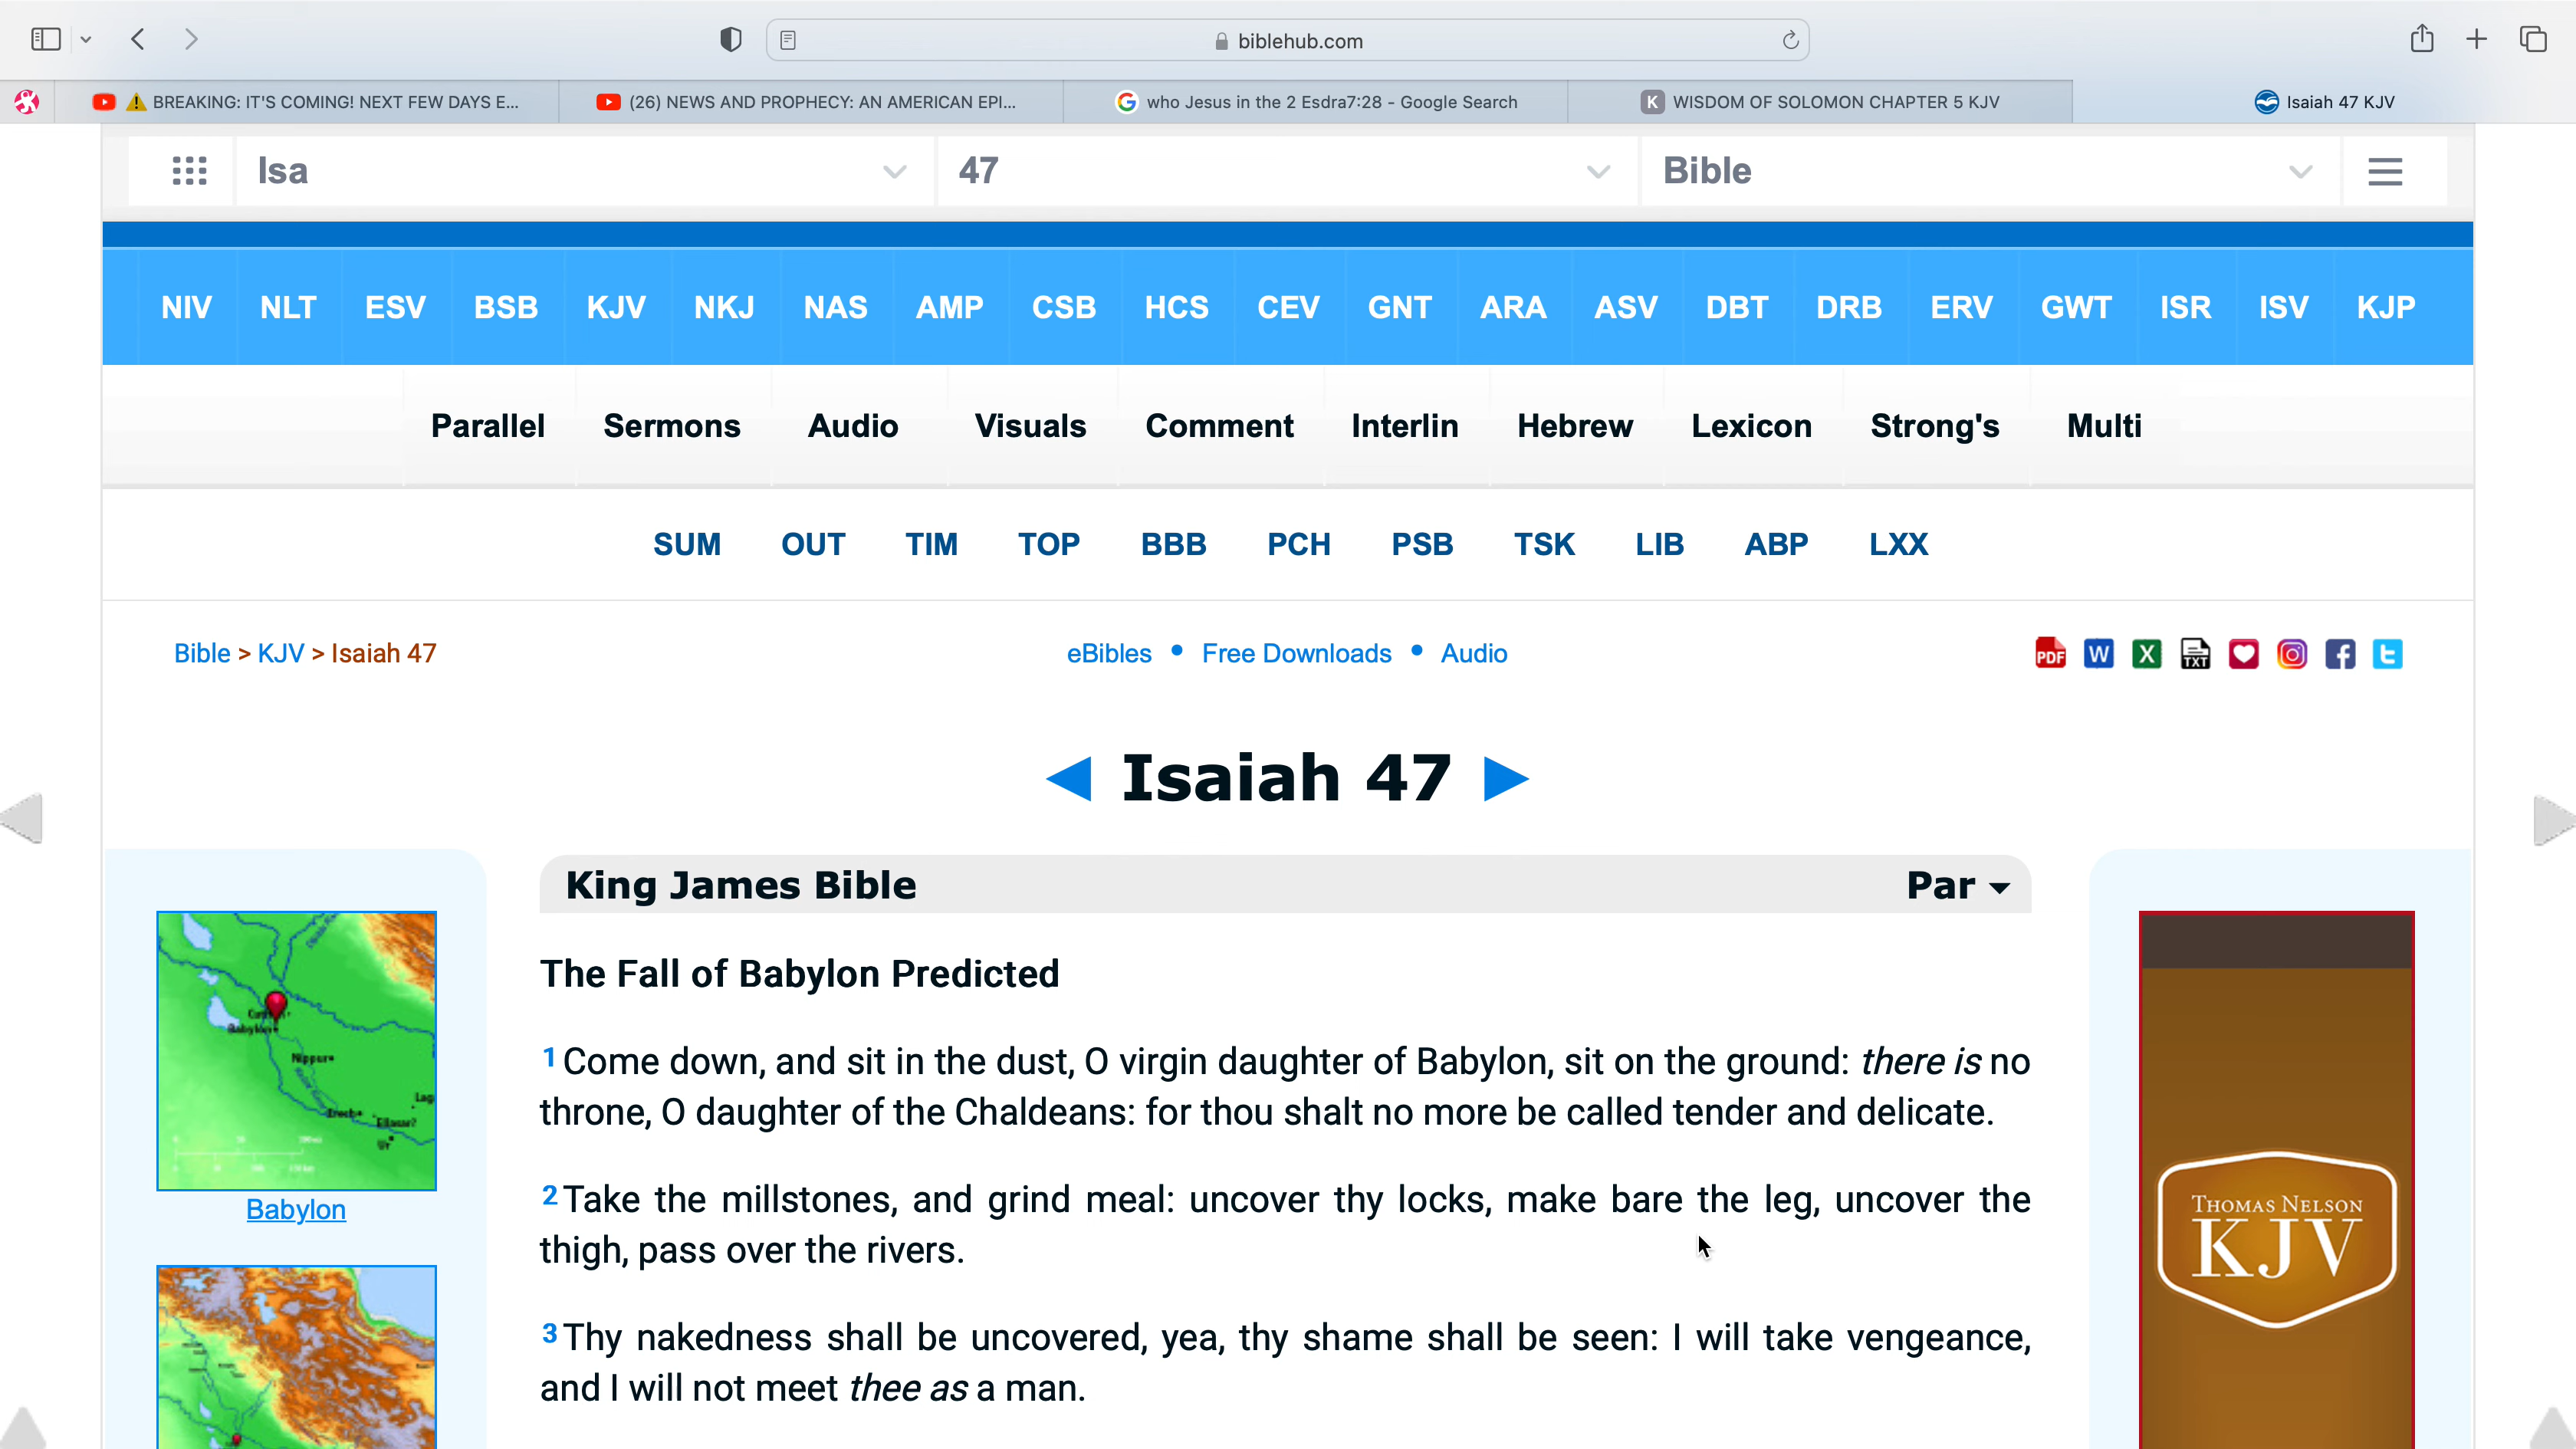 biblehub.com
BREAKING: IT'S COMING! NEXT FEW DAYS E...
(26) NEWS AND PROPHECY: AN AMERICAN EPI...
who Jesus in the 2 Esdra7:28 - Google Search
K WISDOM OF SOLOMON CHAPTER 5 KJV
Isaiah 47 KJV
Isa 47 Bible
NIV NLT ESV BSB KJV NKJ NAS AMP CSB HCS CEV GNT ARA ASV DBT DRB ERV GWT ISR ISV KJP
Parallel Sermons Audio Visuals Comment Interlin Hebrew Lexicon Strong's Multi
SUM OUT TIM TOP BBB PCH PSB TSK LIB ABP LXX
Bible > KJV > Isaiah 47
eBibles • Free Downloads • Audio
PDF W X TXT
◄ Isaiah 47 ►
King James Bible Par
The Fall of Babylon Predicted
1 Come down, and sit in the dust, O virgin daughter of Babylon, sit on the ground: there is no
throne, O daughter of the Chaldeans: for thou shalt no more be called tender and delicate.
2 Take the millstones, and grind meal: uncover thy locks, make bare the leg, uncover the
thigh, pass over the rivers.
3 Thy nakedness shall be uncovered, yea, thy shame shall be seen: I will take vengeance,
and I will not meet thee as a man.
Babylon
Nippur
Erech
Ellasar?
Ur
Babylon
THOMAS NELSON
KJV